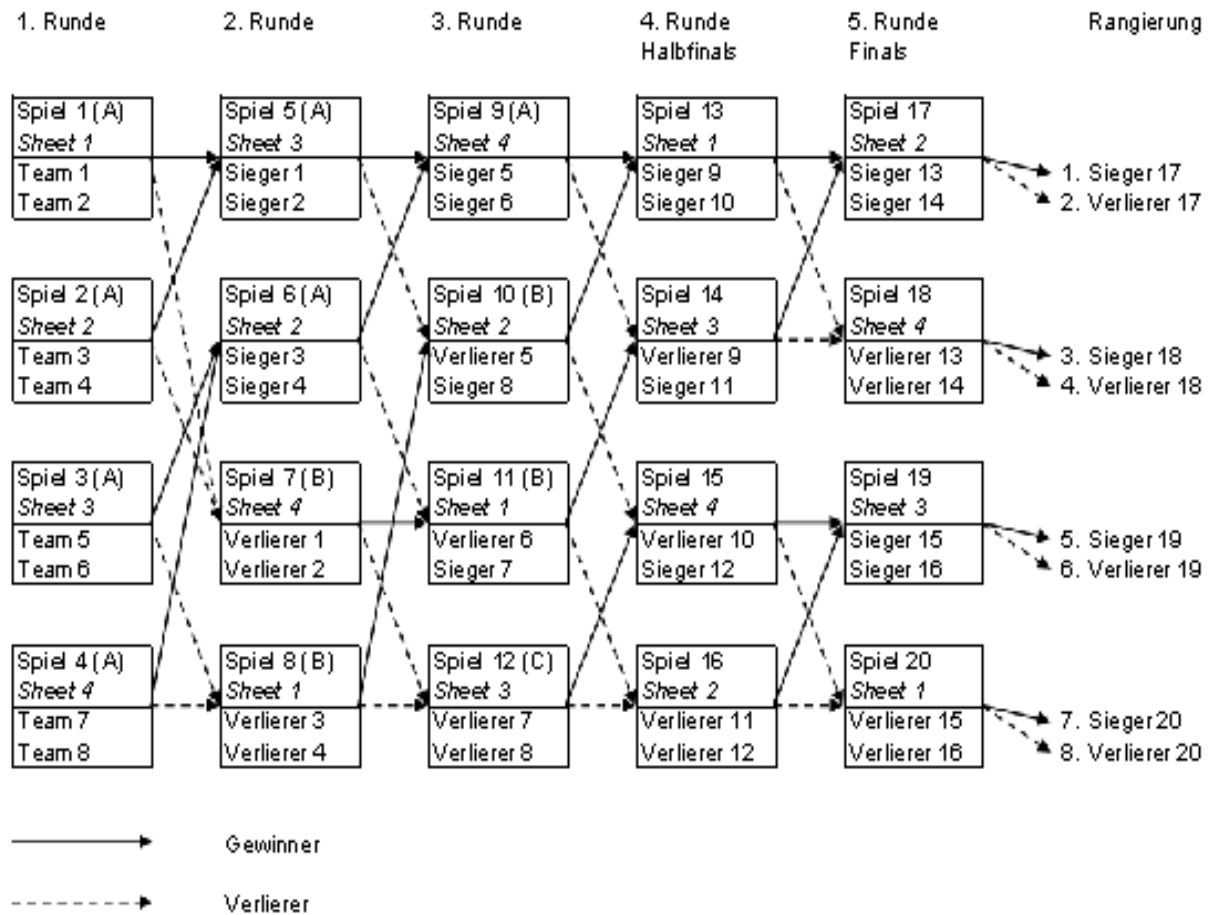 1. Runde
2. Runde
3. Runde
4. Runde
Halbfinals
5. Runde
Finals
Rangierung
Spiel 1 (A)
Sheet 1
Team 1
Team 2
Spiel 5 (A)
Sheet 3
Sieger 1
Sieger 2
Spiel 9 (A)
Sheet 4
Sieger 5
Sieger 6
Spiel 13
Sheet 1
Sieger 9
Sieger 10
Spiel 17
Sheet 2
Sieger 13
Sieger 14
1. Sieger 17
2. Verlierer 17
Spiel 2 (A)
Sheet 2
Team 3
Team 4
Spiel 6 (A)
Sheet 2
Sieger 3
Sieger 4
Spiel 10 (B)
Sheet 2
Verlierer 5
Sieger 8
Spiel 14
Sheet 3
Verlierer 9
Sieger 11
Spiel 18
Sheet 4
Verlierer 13
Verlierer 14
3. Sieger 18
4. Verlierer 18
Spiel 3 (A)
Sheet 3
Team 5
Team 6
Spiel 7 (B)
Sheet 4
Verlierer 1
Verlierer 2
Spiel 11 (B)
Sheet 1
Verlierer 6
Sieger 7
Spiel 15
Sheet 4
Verlierer 10
Sieger 12
Spiel 19
Sheet 3
Sieger 15
Sieger 16
5. Sieger 19
6. Verlierer 19
Spiel 4 (A)
Sheet 4
Team 7
Team 8
Spiel 8 (B)
Sheet 1
Verlierer 3
Verlierer 4
Spiel 12 (C)
Sheet 3
Verlierer 7
Verlierer 8
Spiel 16
Sheet 2
Verlierer 11
Verlierer 12
Spiel 20
Sheet 1
Verlierer 15
Verlierer 16
7. Sieger 20
8. Verlierer 20
Gewinner
Verlierer